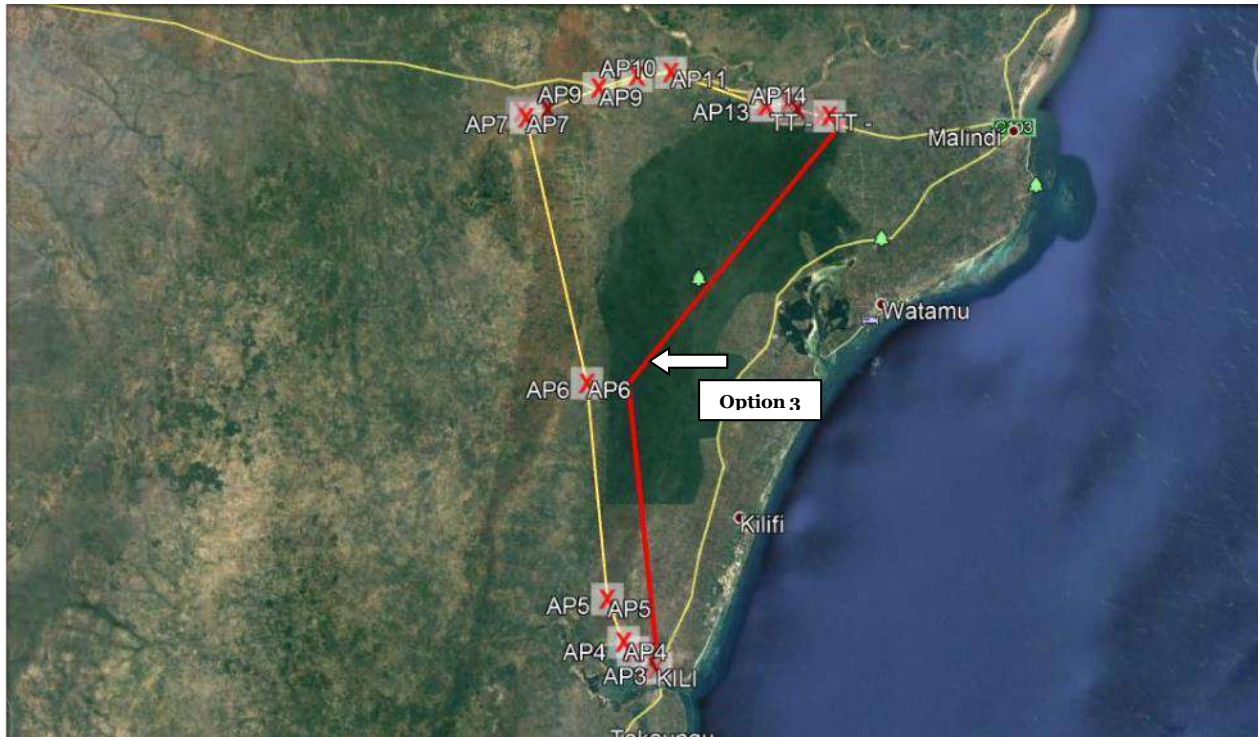 AP10
AP11
AP9
AP9
AP14
AP13
AP7
AP7
TT -
TT -
Malindi
Watamu
AP6
AP6
Option 3
Kilifi
AP5
AP5
AP4
AP4
AP3
KILI